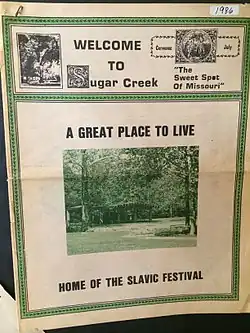 1986
WELCOME
TO
Sugar Creek
July
"The
Sweet Spot
Of Missouri"
A GREAT PLACE TO LIVE
HOME OF THE SLAVIC FESTIVAL